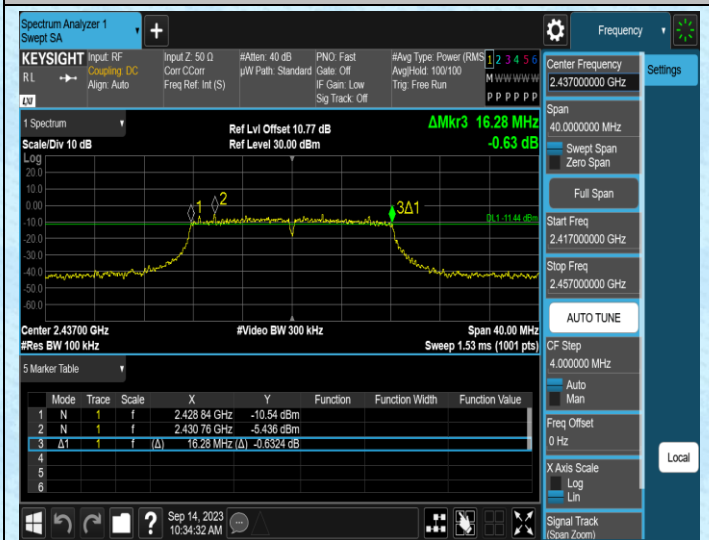 Spectrum Analyzer 1
Swept SA
+
Frequency
KEYSIGHT
R L
LXI
Input: RF
Coupling: DC
Align: Auto
Input Z: 50 Ω
Corr CCorr
Freq Ref: Int (S)
#Atten: 40 dB
µW Path: Standard
PNO: Fast
Gate: Off
IF Gain: Low
Sig Track: Off
#Avg Type: Power (RMS
Avg|Hold: 100/100
Trig: Free Run
1 2 3 4 5 6
M W W W W W
P P P P P P
1 Spectrum
Scale/Div 10 dB
Ref Lvl Offset 10.77 dB
Ref Level 30.00 dBm
ΔMkr3 16.28 MHz
-0.63 dB
Log
20.0
10.0
0.00
-10.0
-20.0
-30.0
-40.0
-50.0
-60.0
1
2
3Δ1
DL1 -11.44 dBm
Center 2.43700 GHz
#Video BW 300 kHz
Span 40.00 MHz
#Res BW 100 kHz
Sweep 1.53 ms (1001 pts)
5 Marker Table
Mode Trace Scale X Y Function Function Width Function Value
1 N 1 f 2.428 84 GHz -10.54 dBm
2 N 1 f 2.430 76 GHz -5.436 dBm
3 Δ1 1 f (Δ) 16.28 MHz (Δ) -0.6324 dB
4
5
6
?
Sep 14, 2023
10:34:32 AM
Center Frequency
2.437000000 GHz
Settings
Span
40.0000000 MHz
Swept Span
Zero Span
Full Span
Start Freq
2.417000000 GHz
Stop Freq
2.457000000 GHz
AUTO TUNE
CF Step
4.000000 MHz
Auto
Man
Freq Offset
0 Hz
X Axis Scale
Log
Lin
Signal Track
(Span Zoom)
Local